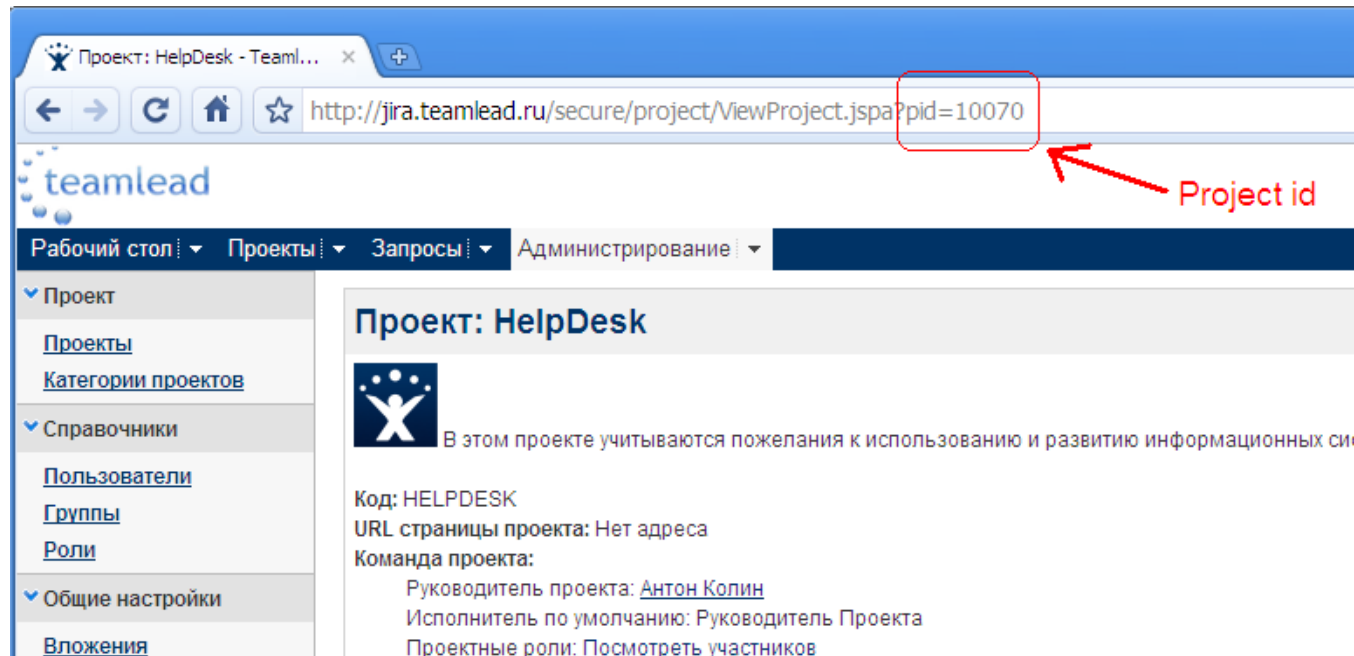 Проект: HelpDesk - Teaml...
http://jira.teamlead.ru/secure/project/ViewProject.jspa?pid=10070
teamlead
Project id
Рабочий стол Проекты Запросы Администрирование
Проект
Проекты
Категории проектов
Справочники
Пользователи
Группы
Роли
Общие настройки
Вложения
Проект: HelpDesk
В этом проекте учитываются пожелания к использованию и развитию информационных си
Код: HELPDESK
URL страницы проекта: Нет адреса
Команда проекта:
Руководитель проекта: Антон Колин
Исполнитель по умолчанию: Руководитель Проекта
Проектные роли: Посмотреть участников